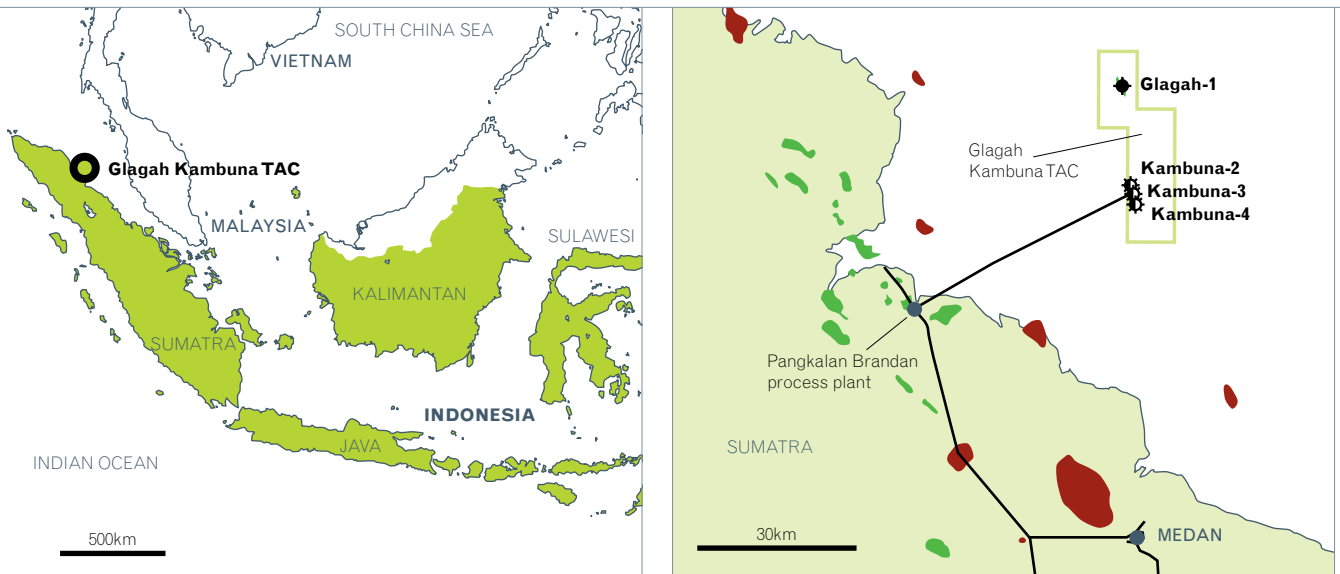 SOUTH CHINA SEA
VIETNAM
Glagah Kambuna TAC
MALAYSIA
SULAWESI
KALIMANTAN
SUMATRA
INDONESIA
JAVA
INDIAN OCEAN
500km
Glagah-1
Glagah
Kambuna TAC
Kambuna-2
Kambuna-3
Kambuna-4
Pangkalan Brandan
process plant
SUMATRA
30km
MEDAN